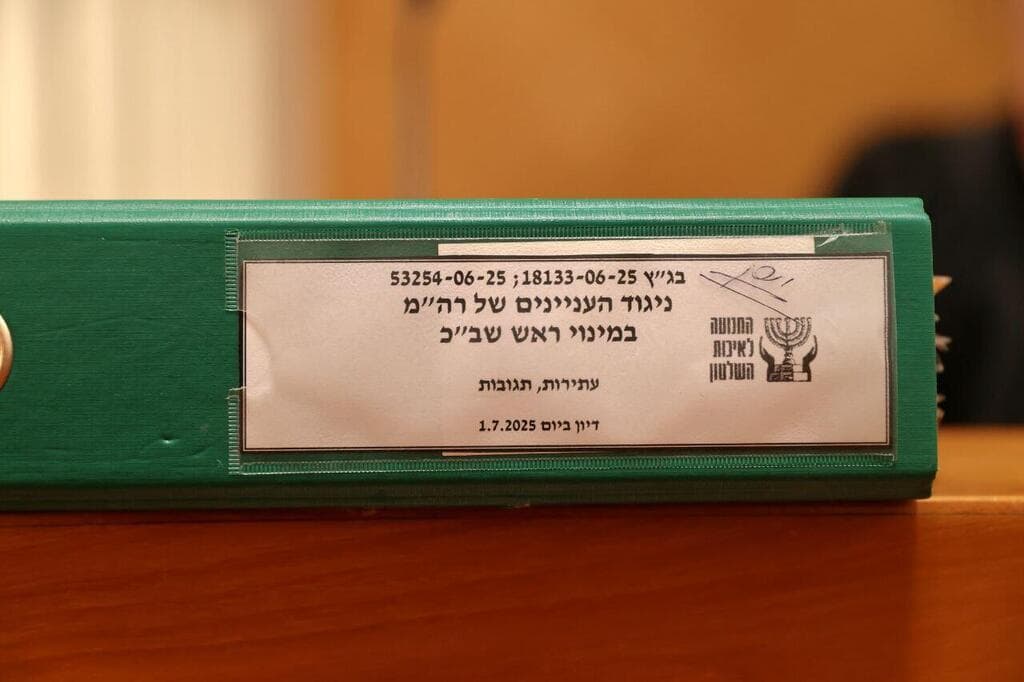 בג״ץ 18133-06-25; 53254-06-25
ניגוד העניינים של רה״מ
במינוי ראש שב״כ
עתירות, תגובות
דיון ביום 1.7.2025
התנועה
לאיכות
השלטון